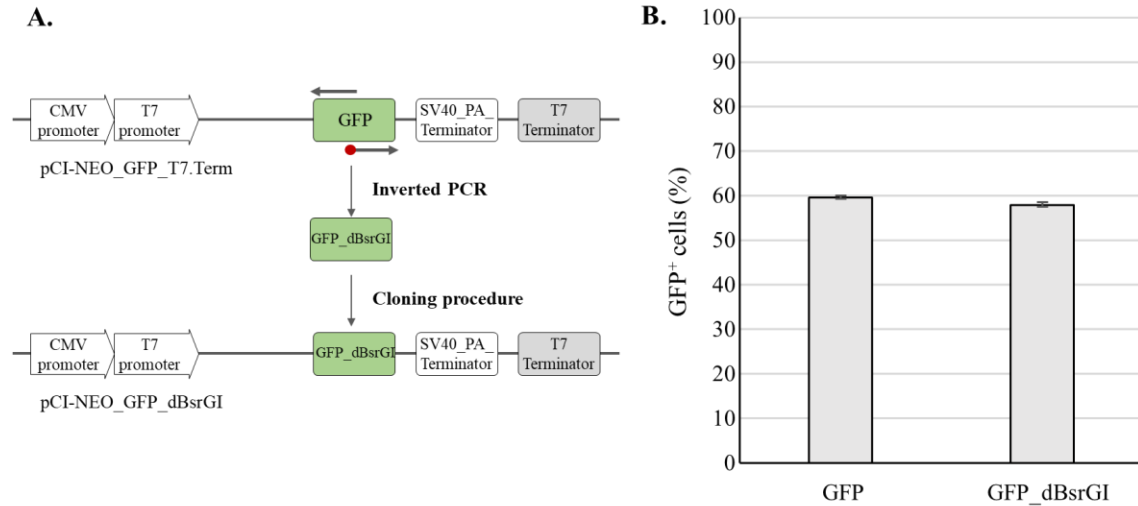 A.
CMV
promoter
T7
promoter
GFP
SV40_PA_
Terminator
T7
Terminator
pCI-NEO_GFP_T7.Term
Inverted PCR
GFP_dBsrGI
Cloning procedure
CMV
promoter
T7
promoter
GFP_dBsrGI
SV40_PA_
Terminator
T7
Terminator
pCI-NEO_GFP_dBsrGI
B.
GFP+ cells (%)
100
90
80
70
60
50
40
30
20
10
0
GFP
GFP_dBsrGI